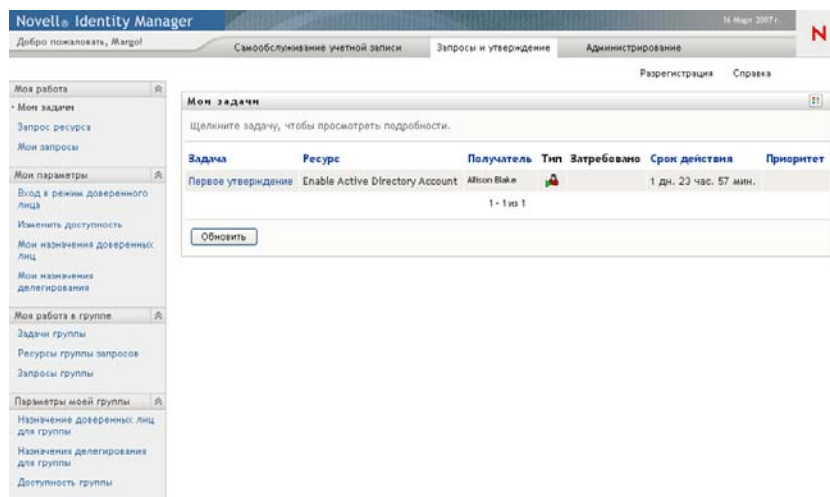 Novell® Identity Manager
16 Март 2007 г.
N
Добро пожаловать, Margo!
Самообслуживание учетной записи
Запросы и утверждение
Администрирование
Разрегистрация
Справка
Моя работа
Мои задачи
Запрос ресурса
Мои запросы
Мои параметры
Вход в режим доверенного
лица
Изменить доступность
Мои назначения доверенных
лиц
Мои назначения
делегирования
Моя работа в группе
Задачи группы
Ресурсы группы запросов
Запросы группы
Параметры моей группы
Назначение доверенных лиц
для группы
Назначения делегирования
для группы
Доступность группы
Мои задачи
Щелкните задачу, чтобы просмотреть подробности.
Задача Ресурс Получатель Тип Затребовано Срок действия Приоритет
Первое утверждение Enable Active Directory Account Allison Blake 1 дн. 23 час. 57 мин.
1 - 1 из 1
Обновить